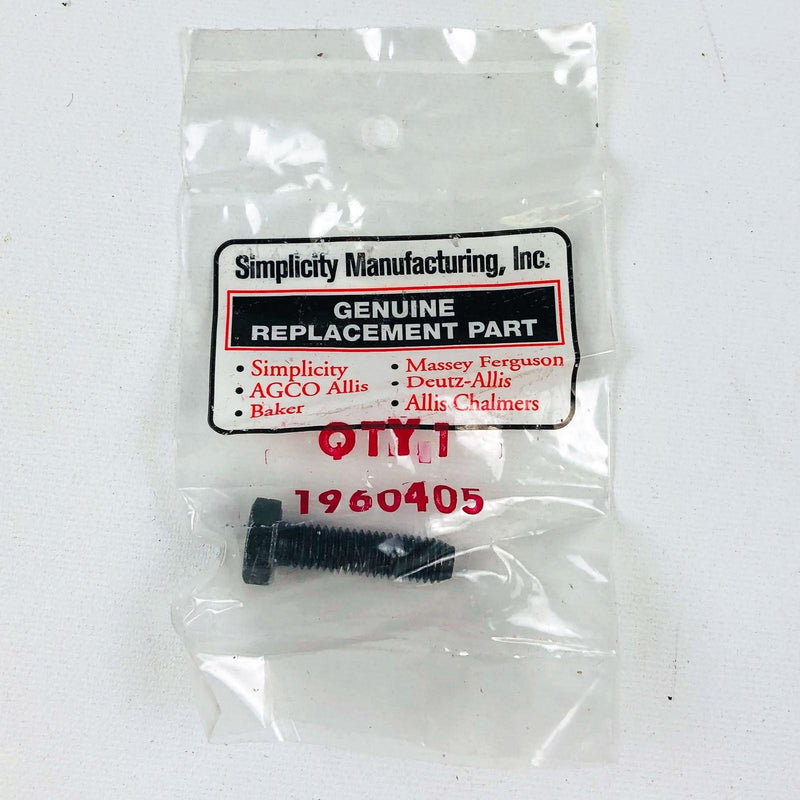 Simplicity Manufacturing, Inc.
GENUINE
REPLACEMENT PART
• Simplicity
• AGCO Allis
• Baker
• Massey Ferguson
• Deutz-Allis
• Allis Chalmers
QTY 1
1960405